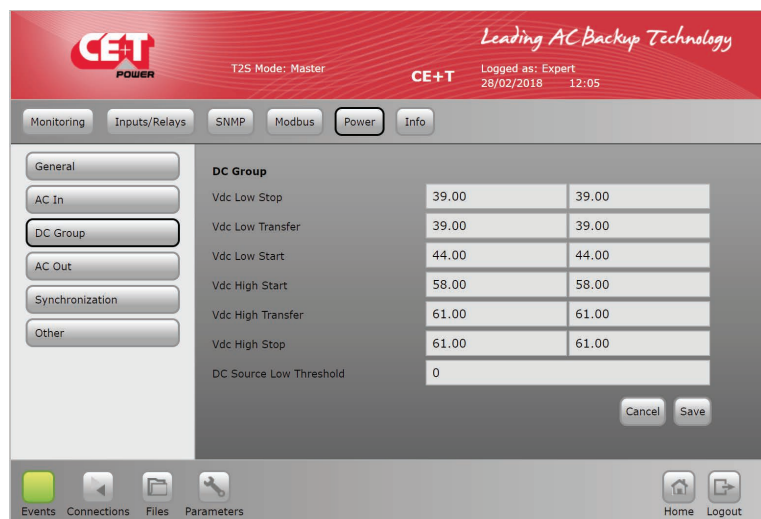 CE+T
POWER
Leading AC Backup Technology
T2S Mode: Master
CE+T
Logged as: Expert
28/02/2018 12:05
Monitoring Inputs/Relays SNMP Modbus Power Info
General
AC In
DC Group
AC Out
Synchronization
Other
DC Group
Vdc Low Stop 39.00 39.00
Vdc Low Transfer 39.00 39.00
Vdc Low Start 44.00 44.00
Vdc High Start 58.00 58.00
Vdc High Transfer 61.00 61.00
Vdc High Stop 61.00 61.00
DC Source Low Threshold 0
Cancel Save
Events Connections Files Parameters Home Logout